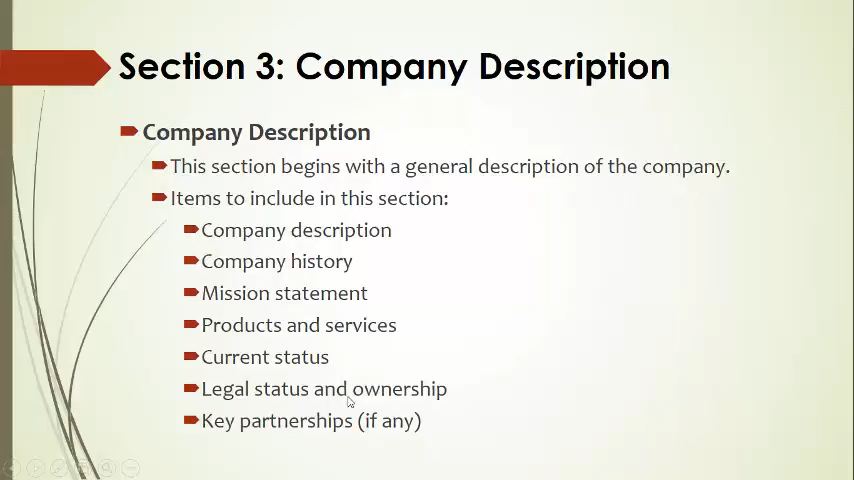 Section 3: Company Description
Company Description
This section begins with a general description of the company.
Items to include in this section:
Company description
Company history
Mission statement
Products and services
Current status
Legal status and ownership
Key partnerships (if any)